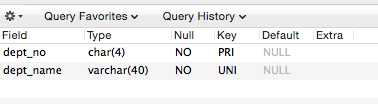 Query Favorites Query History
Field Type Null Key Default Extra
dept_no char(4) NO PRI NULL
dept_name varchar(40) NO UNI NULL